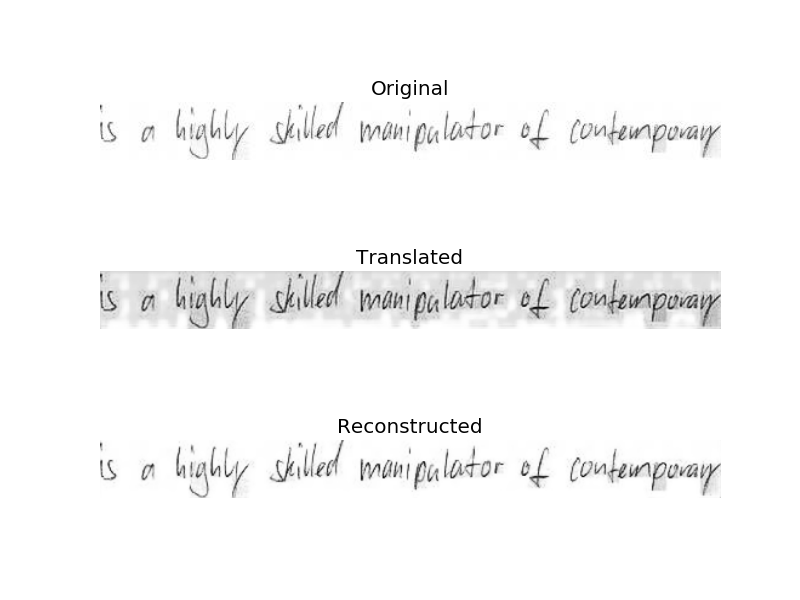 Original
is a highly skilled manipulator of contemporary
Translated
is a highly skilled manipulator of contemporary
Reconstructed
is a highly skilled manipulator of contemporary